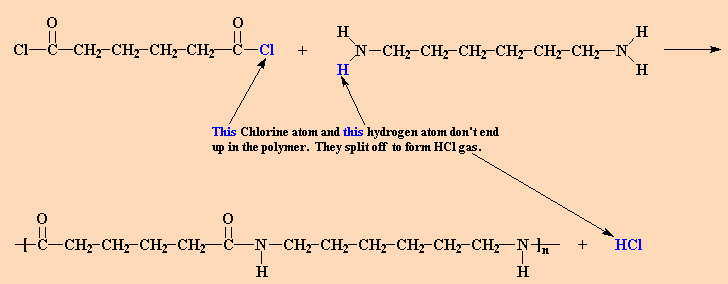 O O H H
Cl—C—CH₂—CH₂—CH₂—CH₂—C—Cl + N—CH₂—CH₂—CH₂—CH₂—CH₂—CH₂—N
H H
This Chlorine atom and this hydrogen atom don't end
up in the polymer. They split off to form HCl gas.
O O
[C—CH₂—CH₂—CH₂—CH₂—C—N—CH₂—CH₂—CH₂—CH₂—CH₂—CH₂—N]n + HCl
H H